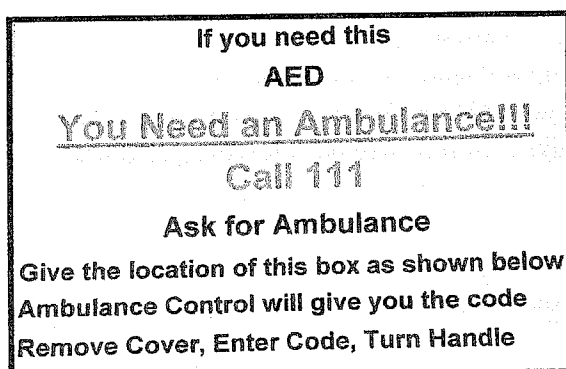 If you need this
AED
You Need an Ambulance!!!
Call 111
Ask for Ambulance
Give the location of this box as shown below
Ambulance Control will give you the code
Remove Cover, Enter Code, Turn Handle